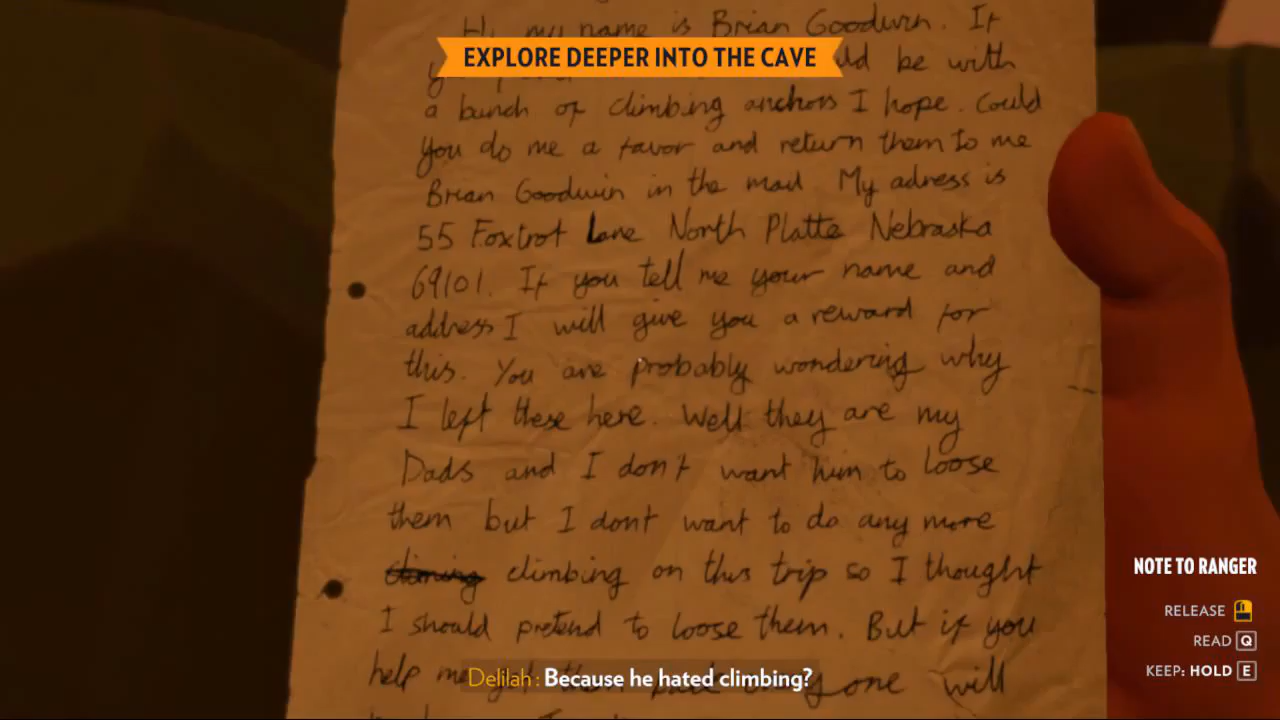 Hi, my name is Brian Goodwin. If
EXPLORE DEEPER INTO THE CAVE
be with
a bunch of climbing anchors I hope. Could
you do me a favor and return them to me
Brian Goodwin in the mail My adress is
55 Foxtrot Lane North Platte Nebraska
69101. If you tell me your name and
address I will give you a reward for
this. You are probably wondering why
I left these here. Well they are my
Dads and I don't want him to loose
them but I dont want to do any more
climing climbing on this trip so I thought
I should pretend to loose them. But if you
help me one will
Delilah: Because he hated climbing?
NOTE TO RANGER
RELEASE
READ Q
KEEP: HOLD E